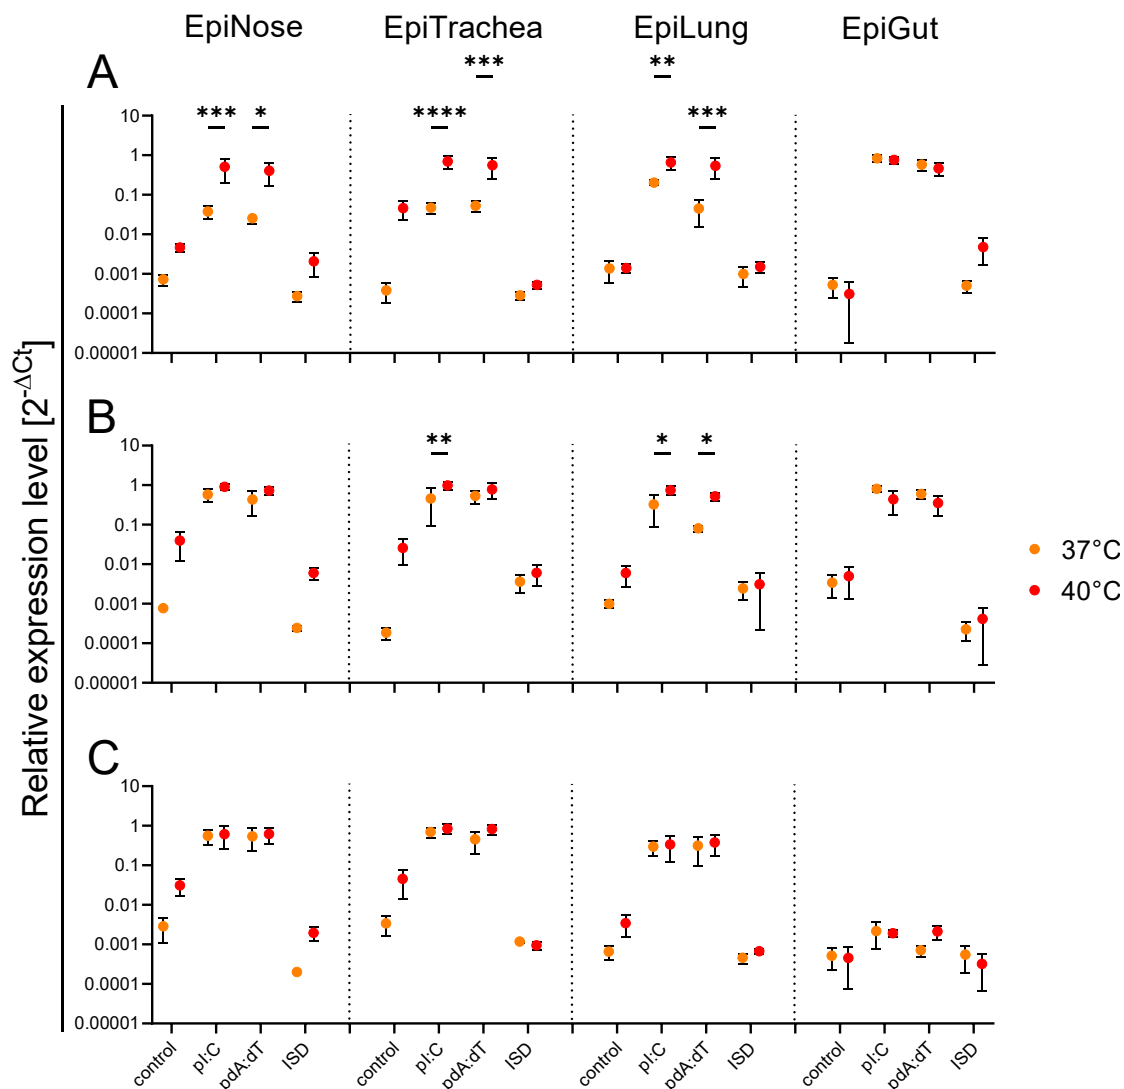 EpiNose EpiTrachea EpiLung EpiGut
A
*** * **** *** ** ***
10
1
0.1
0.01
0.001
0.0001
0.00001
B
** * *
10
1
0.1
0.01
0.001
0.0001
0.00001
C
10
1
0.1
0.01
0.001
0.0001
0.00001
control pI:C pdA:dT ISD control pI:C pdA:dT ISD control pI:C pdA:dT ISD control pI:C pdA:dT ISD
Relative expression level [2^-ΔCt]
37°C
40°C